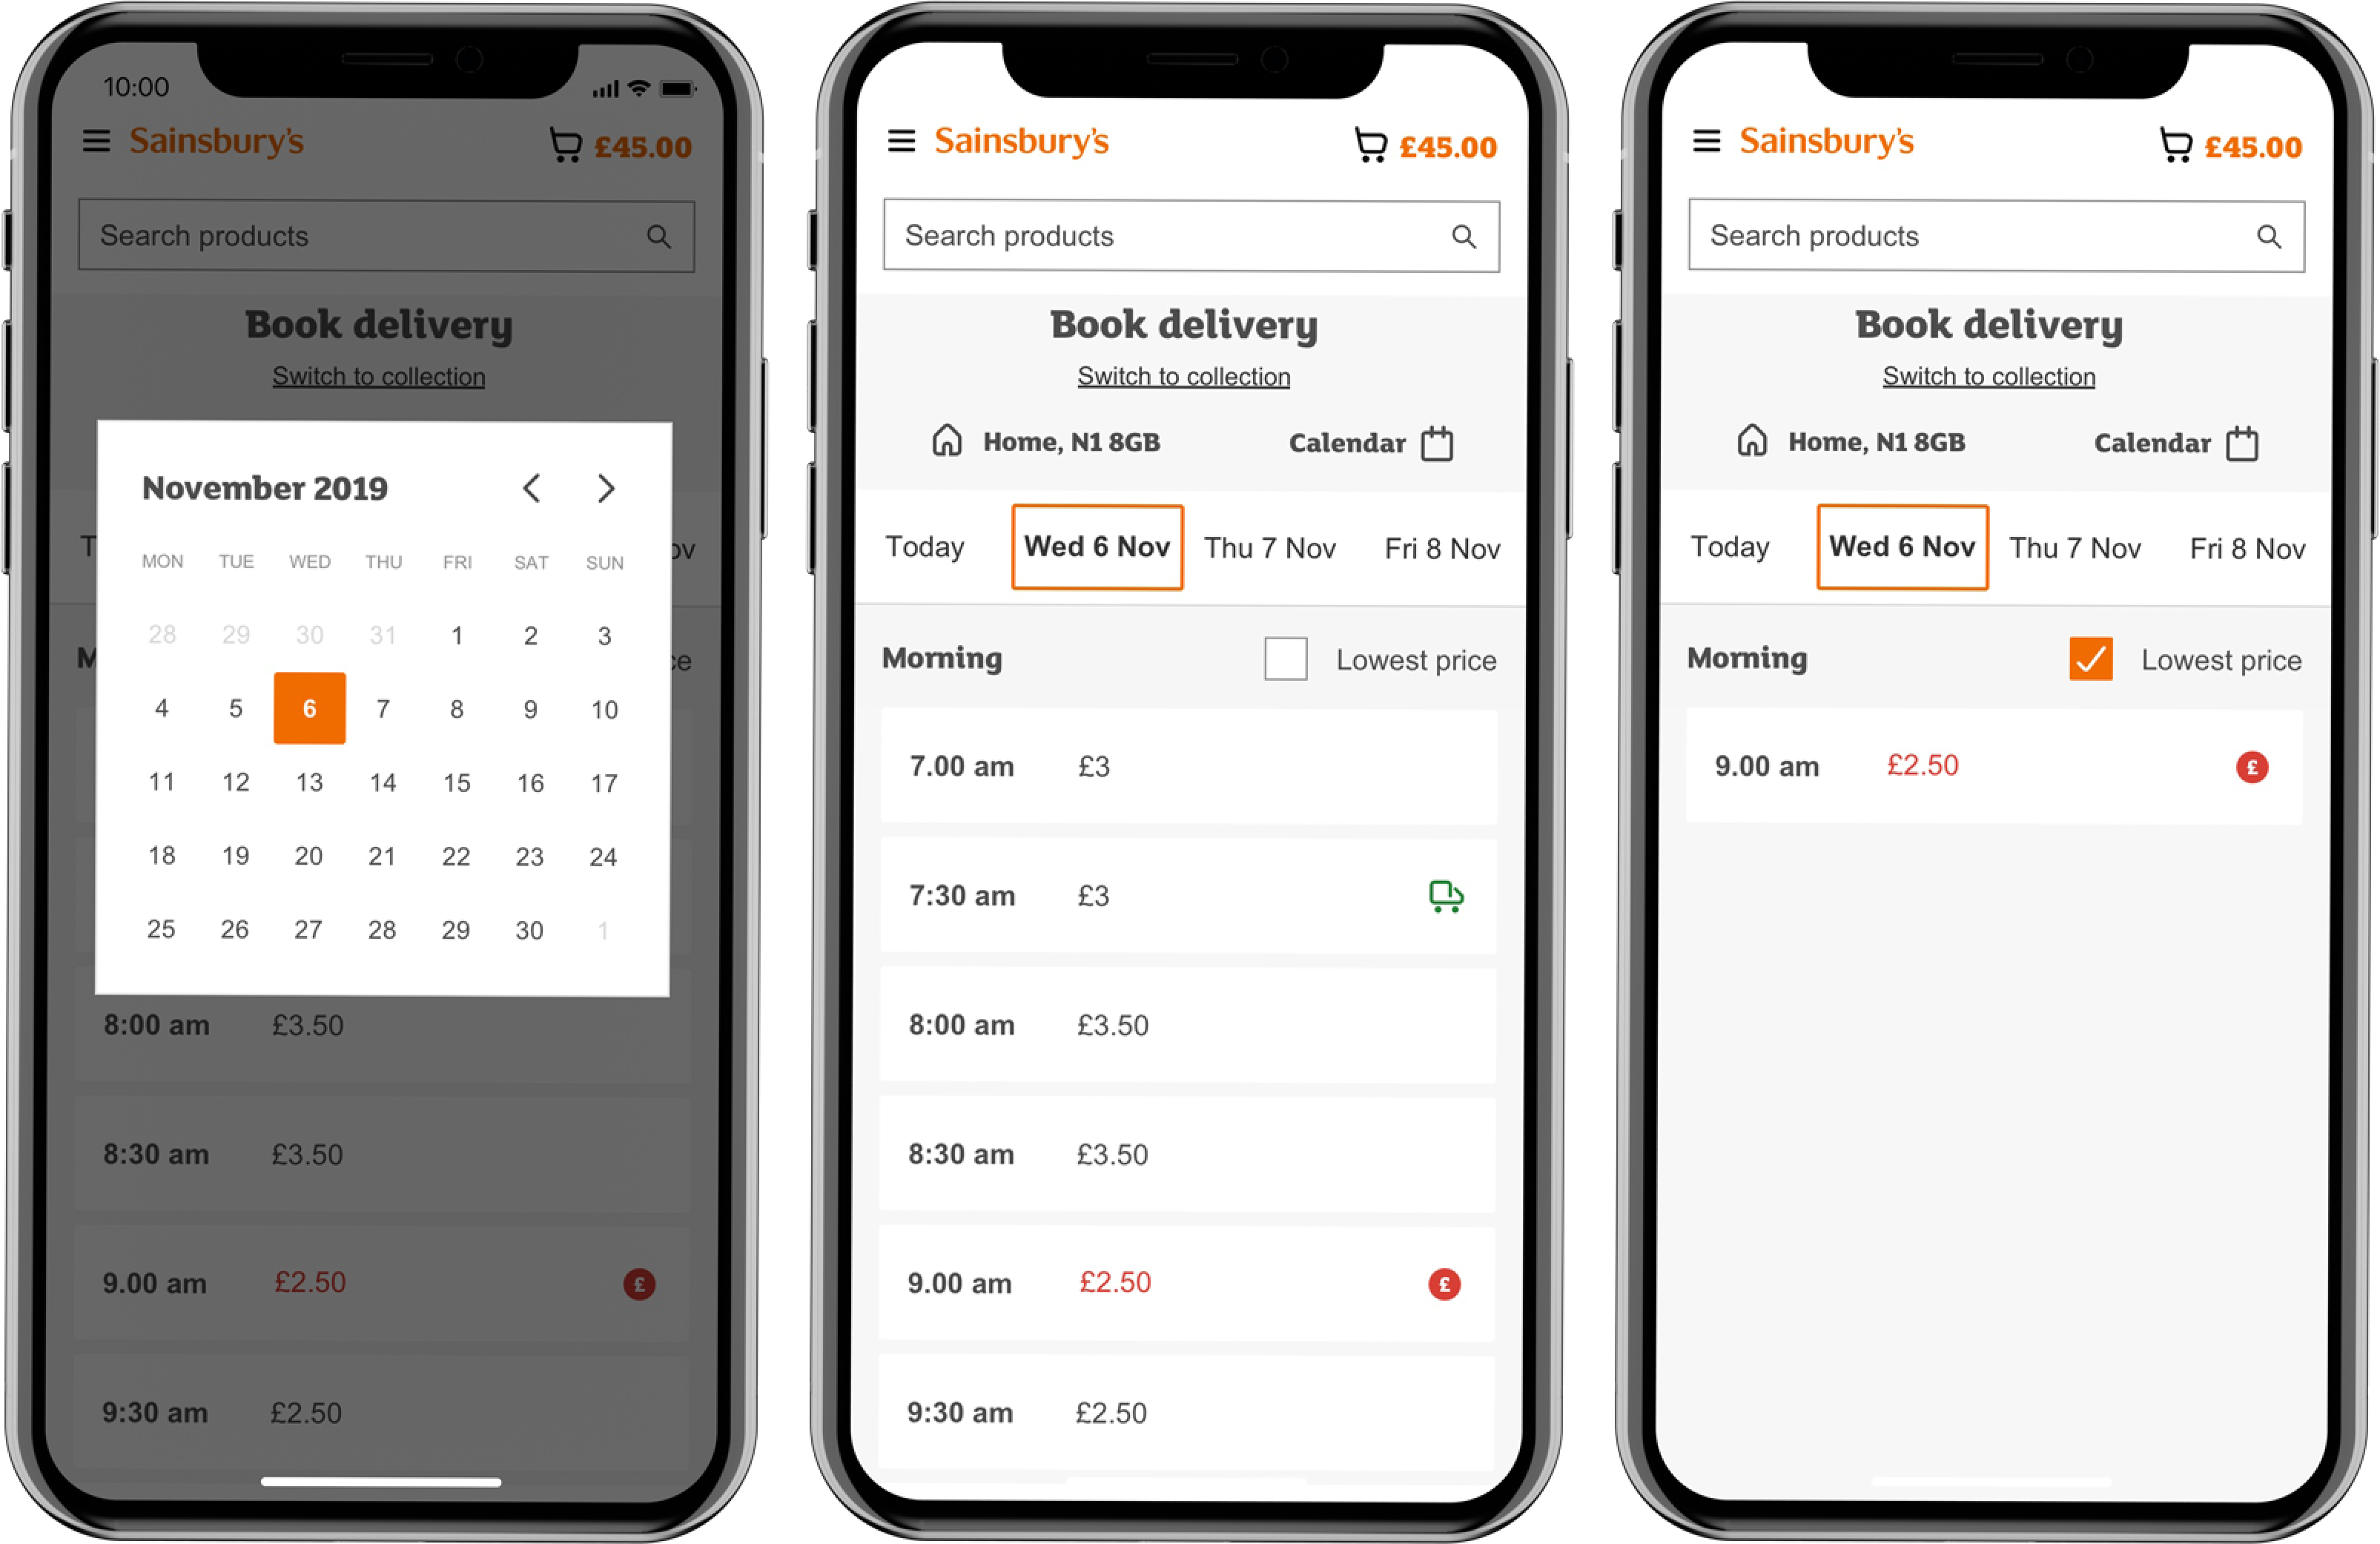 10:00
Sainsbury's £45.00
Search products
Book delivery
Switch to collection
November 2019
MON TUE WED THU FRI SAT SUN
28 29 30 31 1 2 3
4 5 6 7 8 9 10
11 12 13 14 15 16 17
18 19 20 21 22 23 24
25 26 27 28 29 30 1
8:00 am £3.50
8:30 am £3.50
9.00 am £2.50 £
9:30 am £2.50
Sainsbury's £45.00
Search products
Book delivery
Switch to collection
Home, N1 8GB Calendar
Today Wed 6 Nov Thu 7 Nov Fri 8 Nov
Morning Lowest price
7.00 am £3
7:30 am £3
8:00 am £3.50
8:30 am £3.50
9.00 am £2.50 £
9:30 am £2.50
Sainsbury's £45.00
Search products
Book delivery
Switch to collection
Home, N1 8GB Calendar
Today Wed 6 Nov Thu 7 Nov Fri 8 Nov
Morning Lowest price
9.00 am £2.50 £